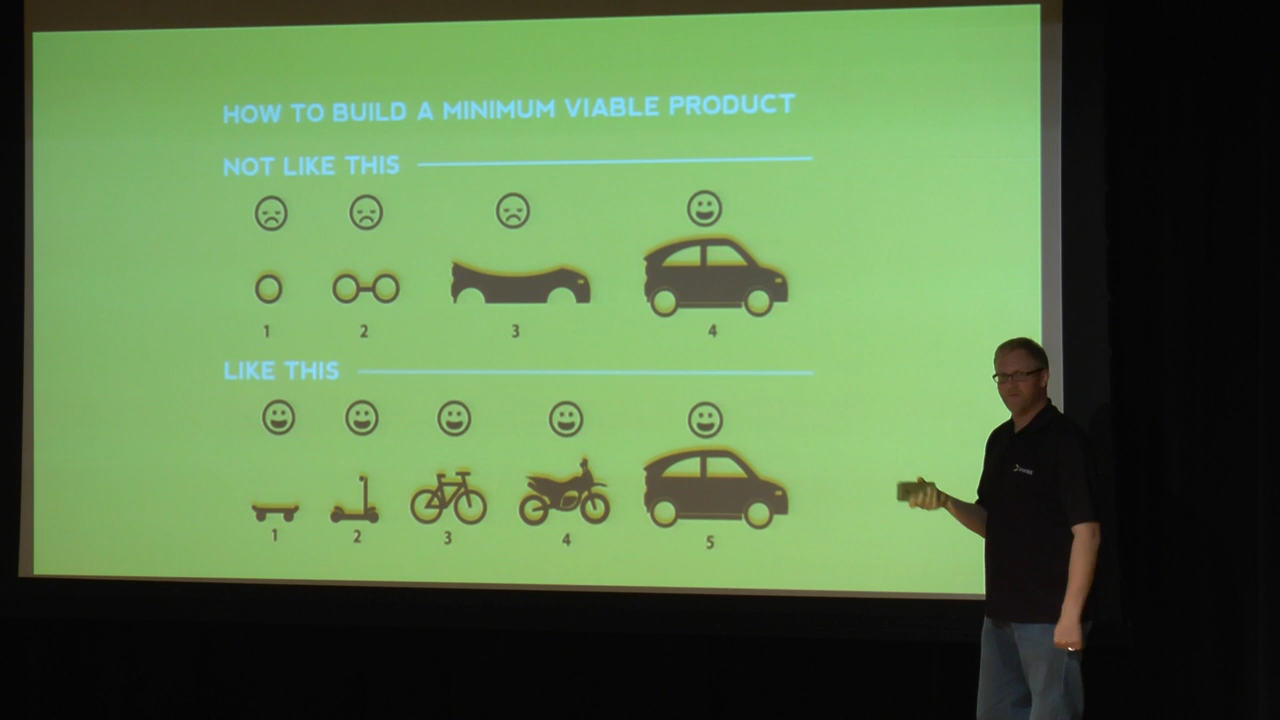 HOW TO BUILD A MINIMUM VIABLE PRODUCT
NOT LIKE THIS
1 2 3 4
LIKE THIS
1 2 3 4 5